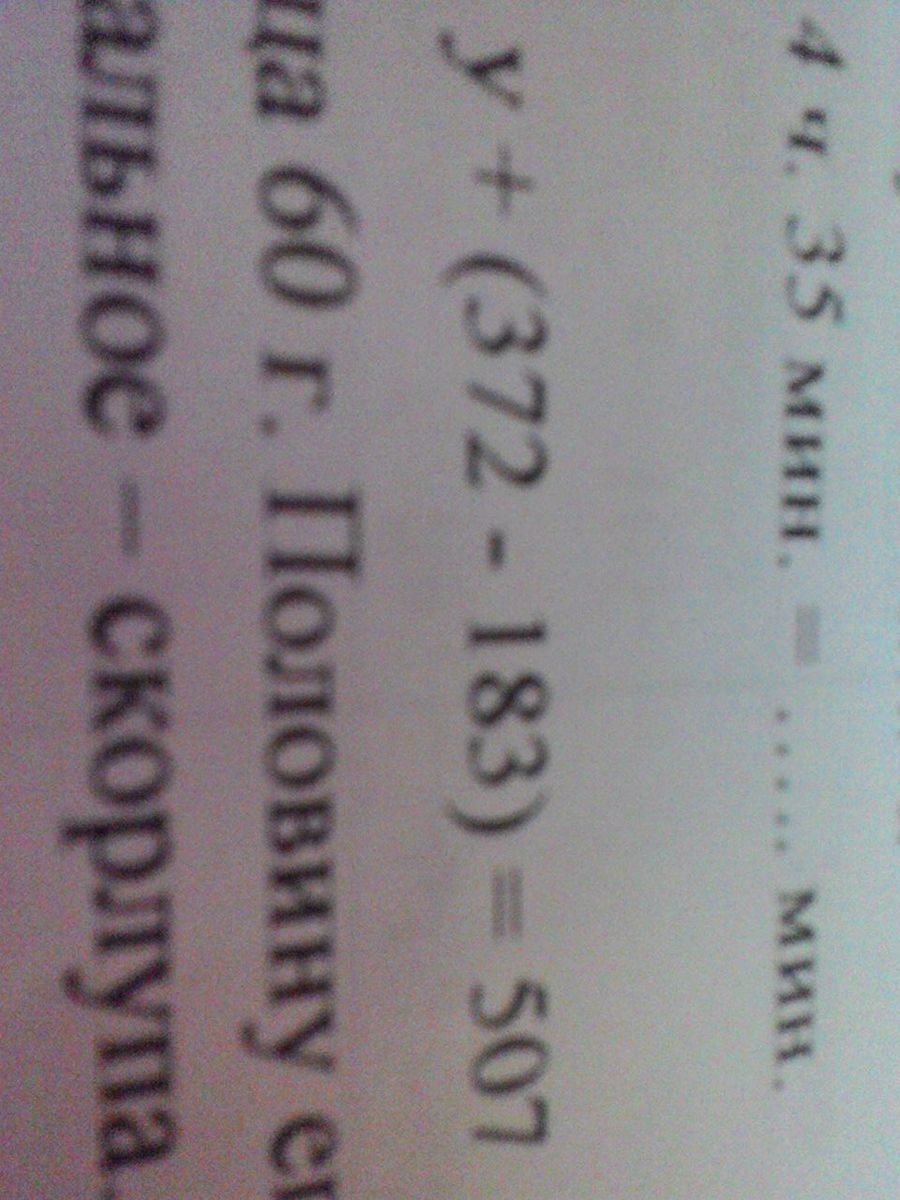 4 ч. 35 мин. = ..... мин.
у + (372 - 183) = 507
60 г. Половину
– скорлупа.